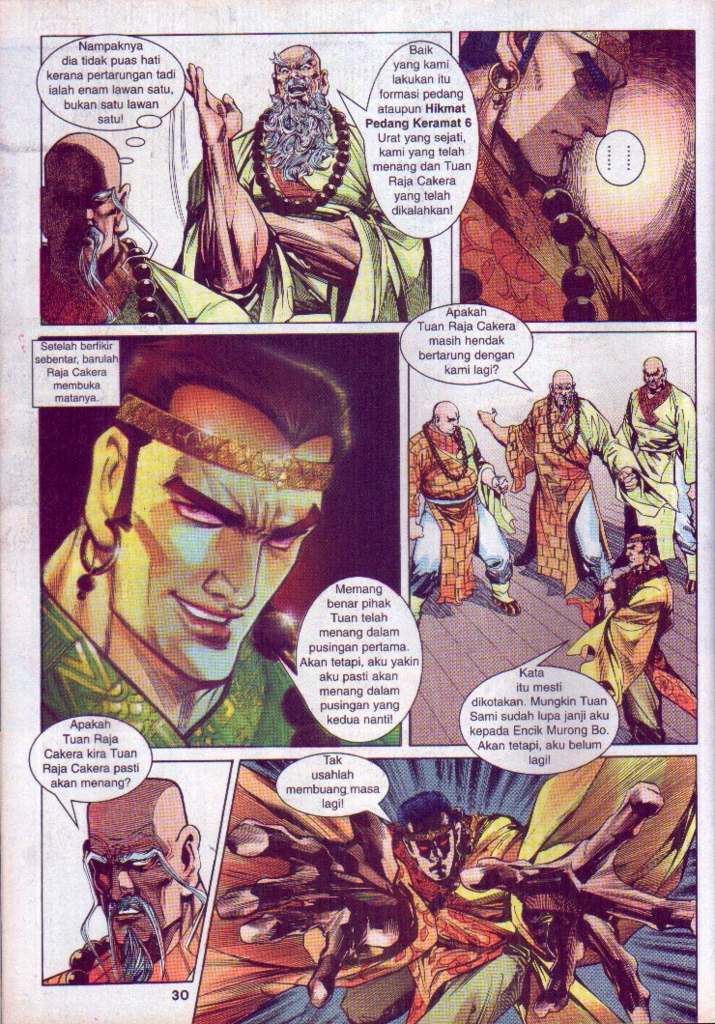 Nampaknya
dia tidak puas hati
kerana pertarungan tadi
ialah enam lawan satu,
bukan satu lawan
satu!
Baik
yang kami
lakukan itu
formasi pedang
ataupun Hikmat
Pedang Keramat 6
Urat yang sejati,
kami yang telah
menang dan Tuan
Raja Cakera
yang telah
dikalahkan!
Setelah berfikir
sebentar, barulah
Raja Cakera
membuka
matanya.
Memang
benar pihak
Tuan telah
menang dalam
pusingan pertama.
Akan tetapi, aku yakin
aku pasti akan
menang dalam
pusingan yang
kedua nanti!
Apakah
Tuan Raja Cakera
masih hendak
bertarung dengan
kami lagi?
Kata
itu mesti
dikotakan. Mungkin Tuan
Sami sudah lupa janji aku
kepada Encik Murong Bo.
Akan tetapi, aku belum
lagi!
Apakah
Tuan Raja
Cakera kira Tuan
Raja Cakera pasti
akan menang?
Tak
usahlah
membuang masa
lagi!
30